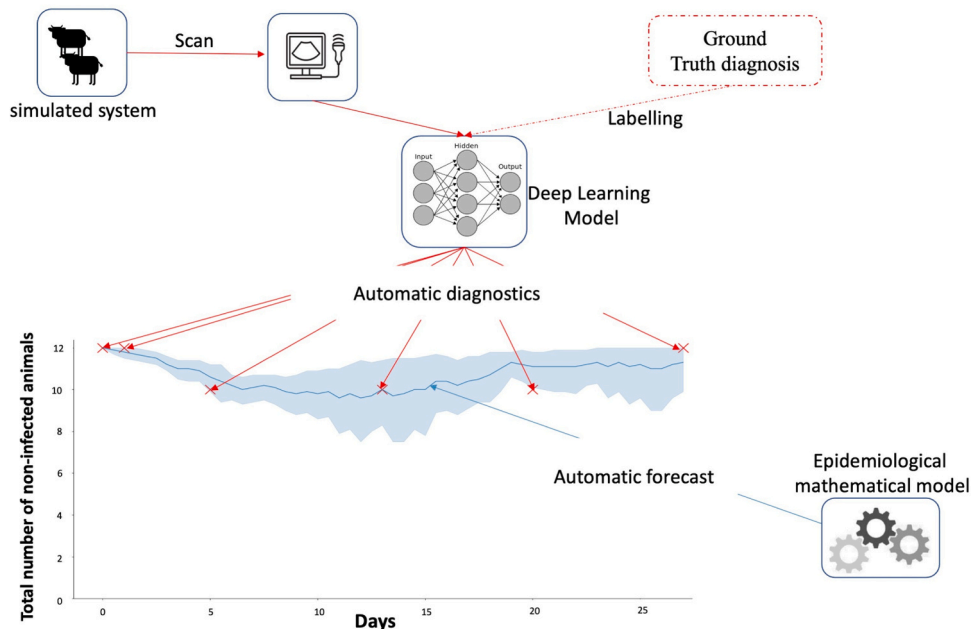 Scan
simulated system
Ground
Truth diagnosis
Labelling
Input
Hidden
Output
Deep Learning
Model
Automatic diagnostics
Total number of non-infected animals
12
10
8
6
4
2
0
0
5
10
15
20
25
Days
Automatic forecast
Epidemiological
mathematical model